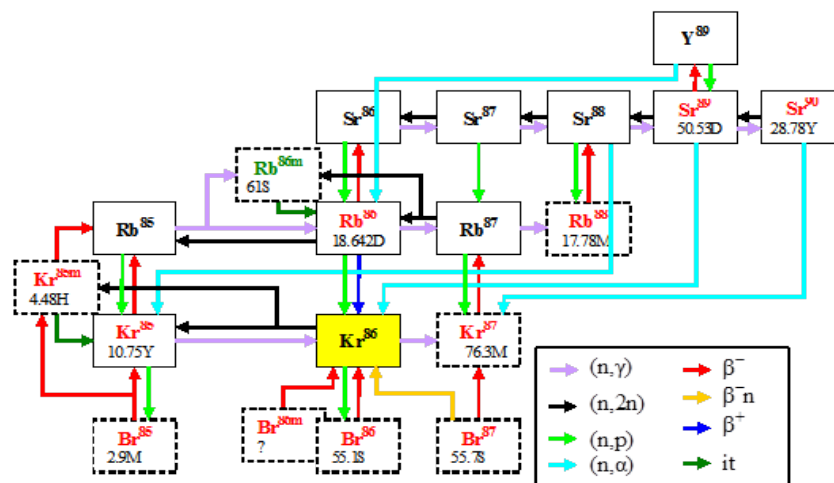 Y⁸⁹
Sr⁸⁶ Sr⁸⁷ Sr⁸⁸ Sr⁸⁹ Sr⁹⁰
50.53D 28.78Y
Rb⁸⁶ᵐ
61S
Rb⁸⁵ Rb⁸⁶ Rb⁸⁷ Rb⁸⁸
18.642D 17.78M
Kr⁸⁵ᵐ
4.48H
Kr⁸⁵ Kr⁸⁶ Kr⁸⁷
10.75Y 76.3M
Br⁸⁵ Br⁸⁶ᵐ Br⁸⁶ Br⁸⁷
2.9M ? 55.1S 55.7S
(n,γ) β⁻
(n,2n) β⁻n
(n,p) β⁺
(n,α) it